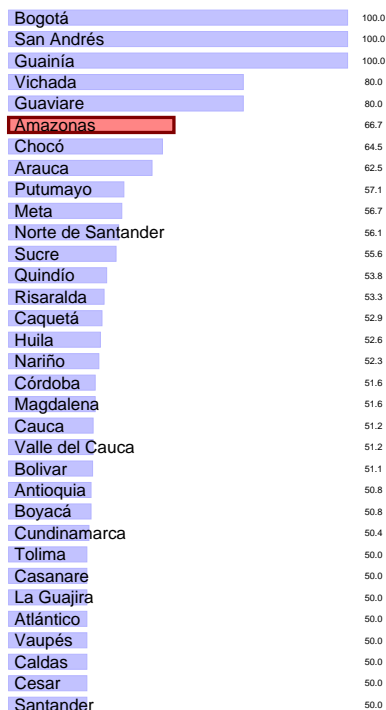 Bogotá 100.0
San Andrés 100.0
Guainía 100.0
Vichada 80.0
Guaviare 80.0
Amazonas 66.7
Chocó 64.5
Arauca 62.5
Putumayo 57.1
Meta 56.7
Norte de Santander 56.1
Sucre 55.6
Quindío 53.8
Risaralda 53.3
Caquetá 52.9
Huila 52.6
Nariño 52.3
Córdoba 51.6
Magdalena 51.6
Cauca 51.2
Valle del Cauca 51.2
Bolivar 51.1
Antioquia 50.8
Boyacá 50.8
Cundinamarca 50.4
Tolima 50.0
Casanare 50.0
La Guajira 50.0
Atlántico 50.0
Vaupés 50.0
Caldas 50.0
Cesar 50.0
Santander 50.0